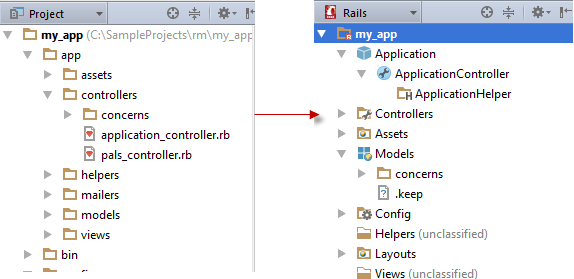 Project
my_app (C:\SampleProjects\rm\my_app
app
assets
controllers
concerns
application_controller.rb
pals_controller.rb
helpers
mailers
models
views
bin
Rails
my_app
Application
ApplicationController
ApplicationHelper
Controllers
Assets
Models
concerns
.keep
Config
Helpers (unclassified)
Layouts
Views (unclassified)